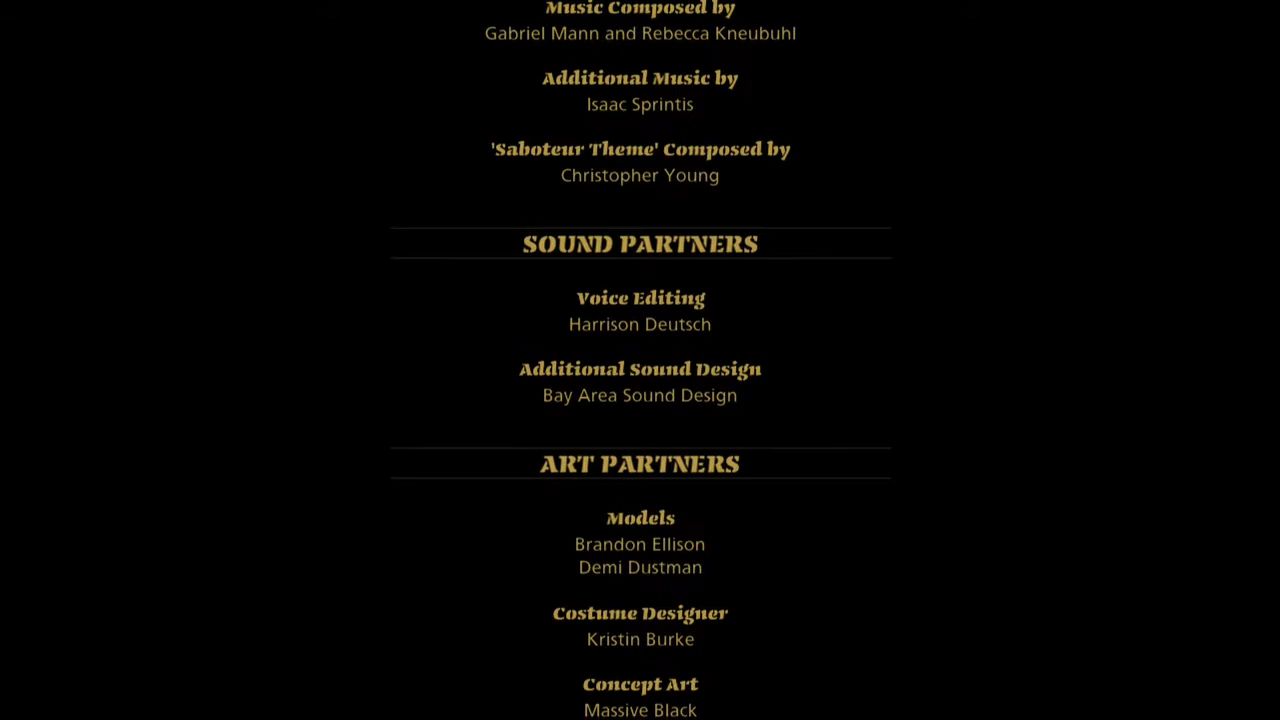 Music Composed by
Gabriel Mann and Rebecca Kneubuhl
Additional Music by
Isaac Sprintis
'Saboteur Theme' Composed by
Christopher Young
SOUND PARTNERS
Voice Editing
Harrison Deutsch
Additional Sound Design
Bay Area Sound Design
ART PARTNERS
Models
Brandon Ellison
Demi Dustman
Costume Designer
Kristin Burke
Concept Art
Massive Black